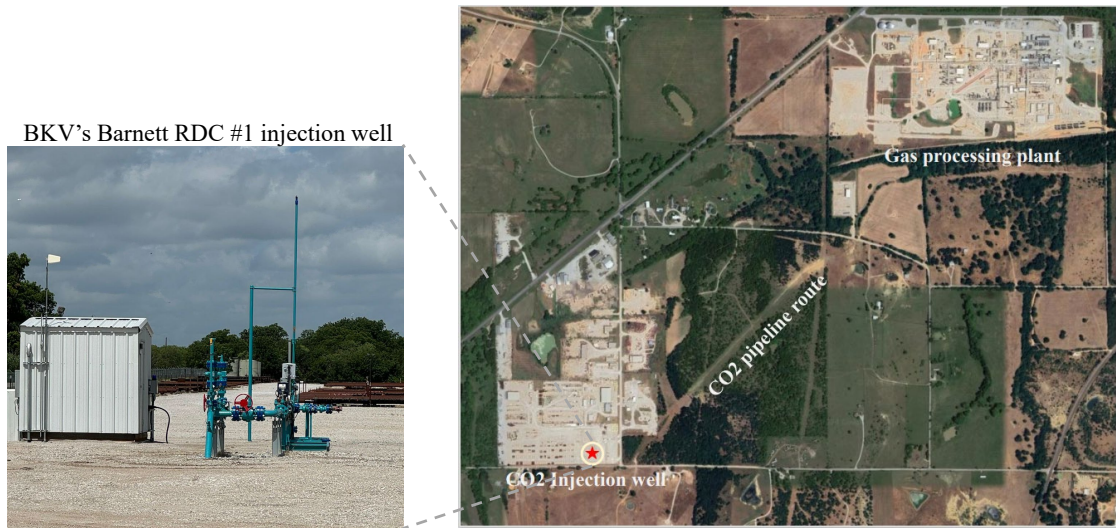 BKV's Barnett RDC #1 injection well
Gas processing plant
CO2 pipeline route
CO2 Injection well